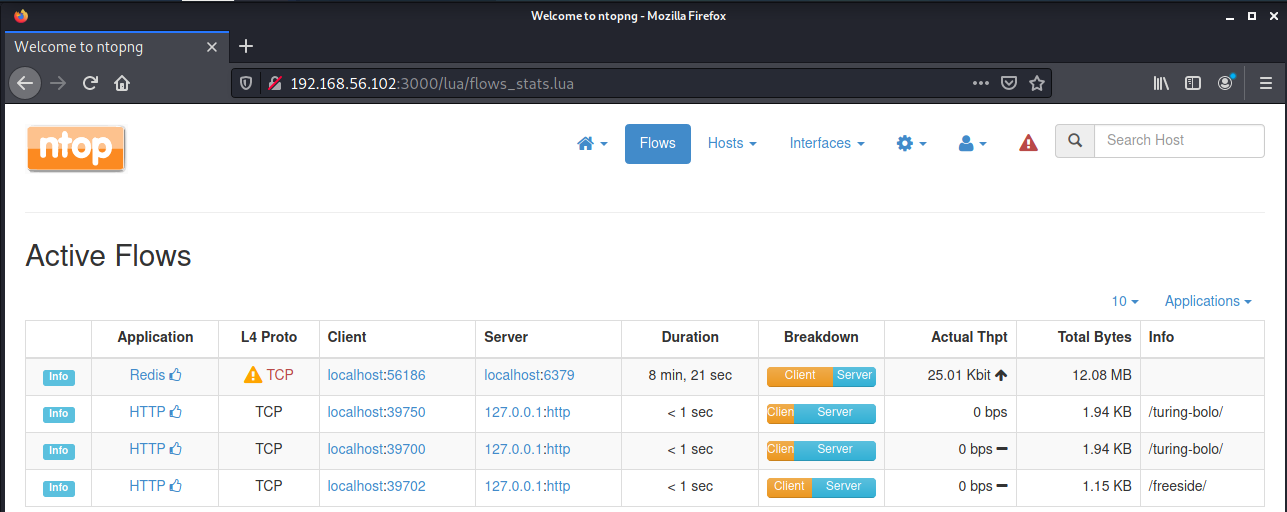 Welcome to ntopng - Mozilla Firefox
Welcome to ntopng
192.168.56.102:3000/lua/flows_stats.lua
ntop
Flows Hosts Interfaces Search Host
Active Flows
10 Applications
Application L4 Proto Client Server Duration Breakdown Actual Thpt Total Bytes Info
Info Redis TCP localhost:56186 localhost:6379 8 min, 21 sec Client Server 25.01 Kbit 12.08 MB
Info HTTP TCP localhost:39750 127.0.0.1:http < 1 sec Clien Server 0 bps 1.94 KB /turing-bolo/
Info HTTP TCP localhost:39700 127.0.0.1:http < 1 sec Clien Server 0 bps 1.94 KB /turing-bolo/
Info HTTP TCP localhost:39702 127.0.0.1:http < 1 sec Client Server 0 bps 1.15 KB /freeside/